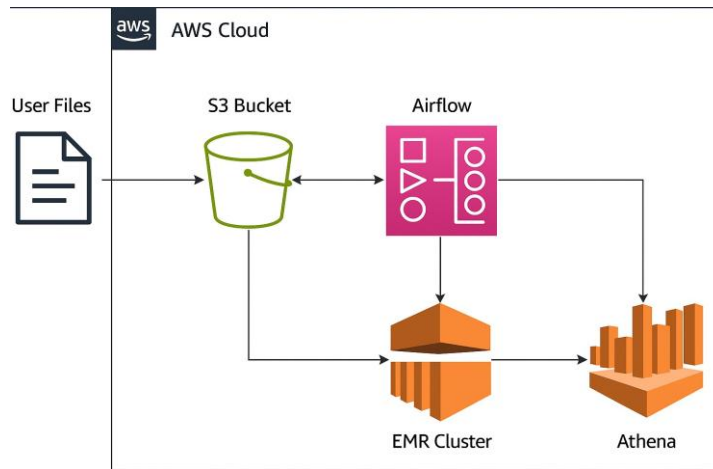 aws
AWS Cloud
User Files
S3 Bucket
Airflow
EMR Cluster
Athena